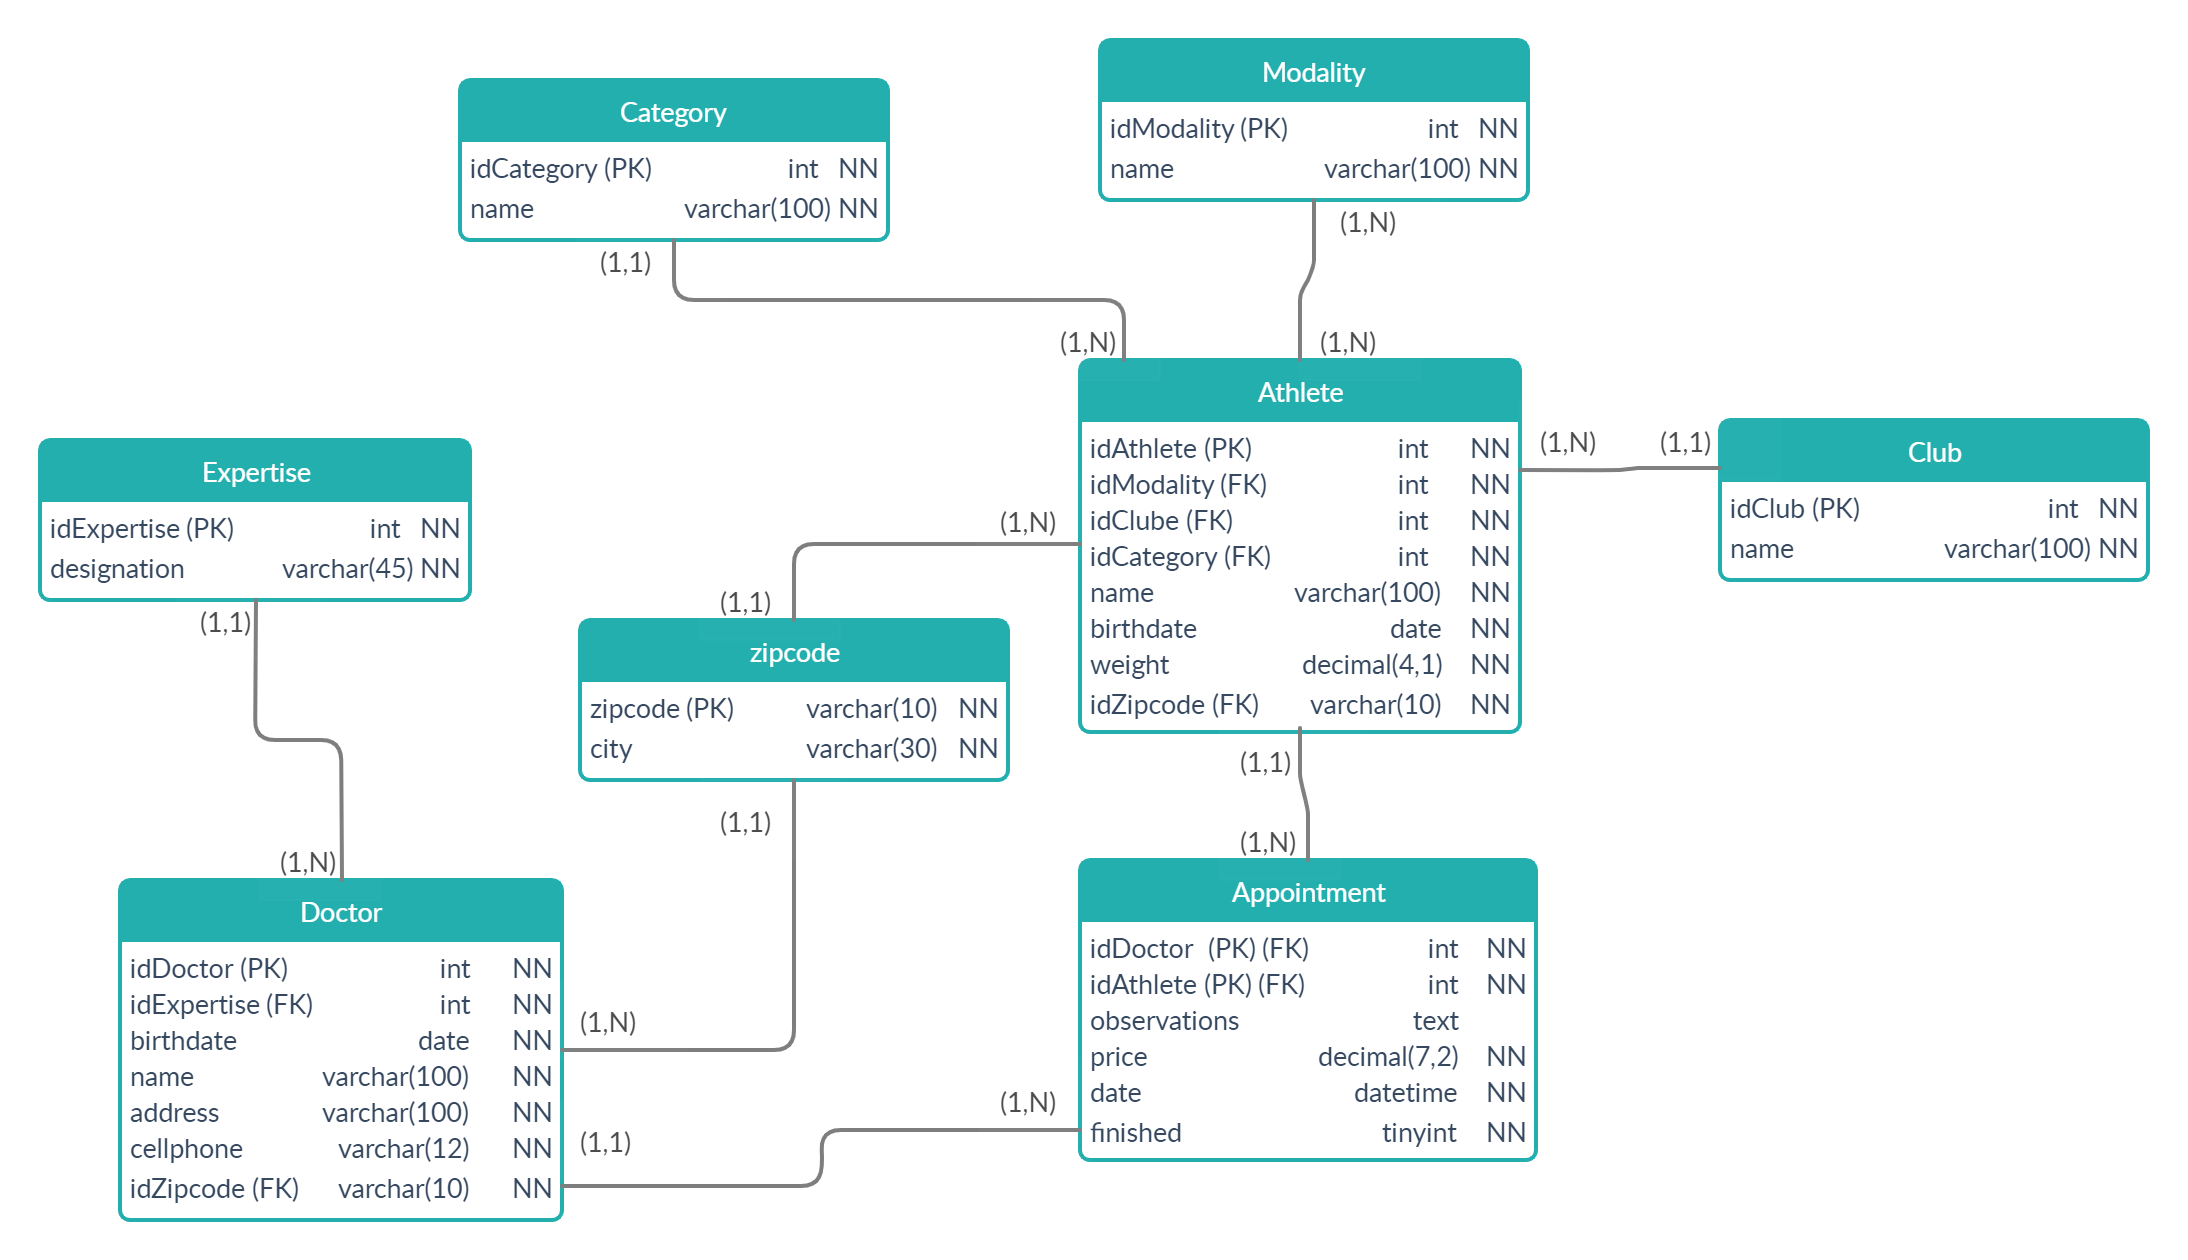 Modality
idModality (PK) int NN
name varchar(100) NN
(1,N)
Category
idCategory (PK) int NN
name varchar(100) NN
(1,1)
(1,N)
(1,N)
Athlete
idAthlete (PK) int NN
idModality (FK) int NN
idClube (FK) int NN
idCategory (FK) int NN
name varchar(100) NN
birthdate date NN
weight decimal(4,1) NN
idZipcode (FK) varchar(10) NN
(1,N)
(1,1)
Club
idClub (PK) int NN
name varchar(100) NN
Expertise
idExpertise (PK) int NN
designation varchar(45) NN
(1,1)
(1,N)
(1,N)
(1,1)
zipcode
zipcode (PK) varchar(10) NN
city varchar(30) NN
(1,1)
(1,N)
(1,1)
(1,N)
Doctor
idDoctor (PK) int NN
idExpertise (FK) int NN
birthdate date NN
name varchar(100) NN
address varchar(100) NN
cellphone varchar(12) NN
idZipcode (FK) varchar(10) NN
(1,1)
(1,N)
Appointment
idDoctor (PK) (FK) int NN
idAthlete (PK) (FK) int NN
observations text
price decimal(7,2) NN
date datetime NN
finished tinyint NN